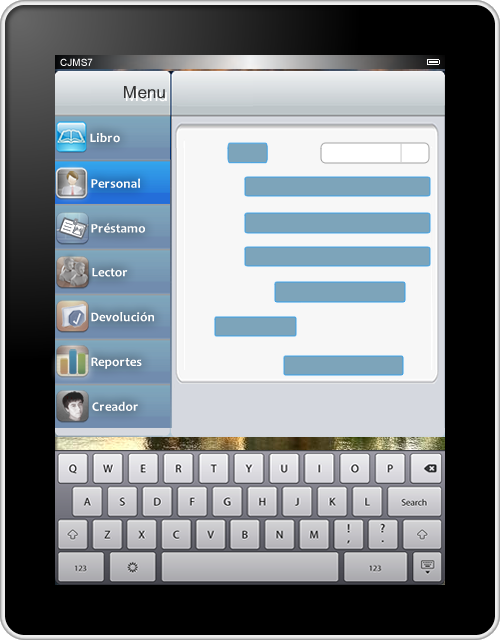 CJMS7
Menu
Libro
Personal
Préstamo
Lector
Devolución
Reportes
Creador
Q W E R T Y U I O P
A S D F G H J K L Search
Z X C V B N M ! , ? .
123 123